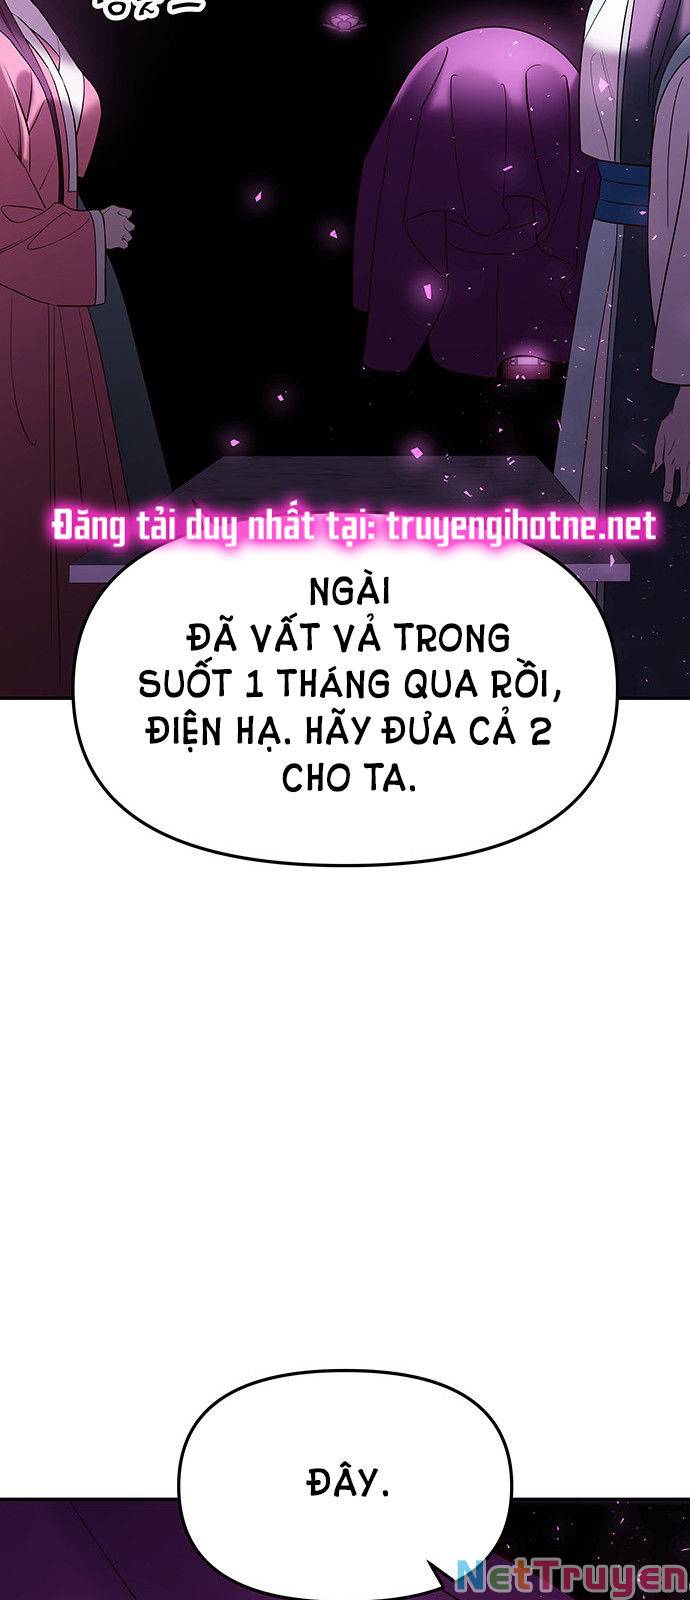 Đăng tải duy nhất tại: truyengihotne.net
NGÀI
ĐÃ VẤT VẢ TRONG
SUỐT 1 THÁNG QUA RỒI,
ĐIỆN HẠ. HÃY ĐƯA CẢ 2
CHO TA.
ĐÂY.
NetTruyen